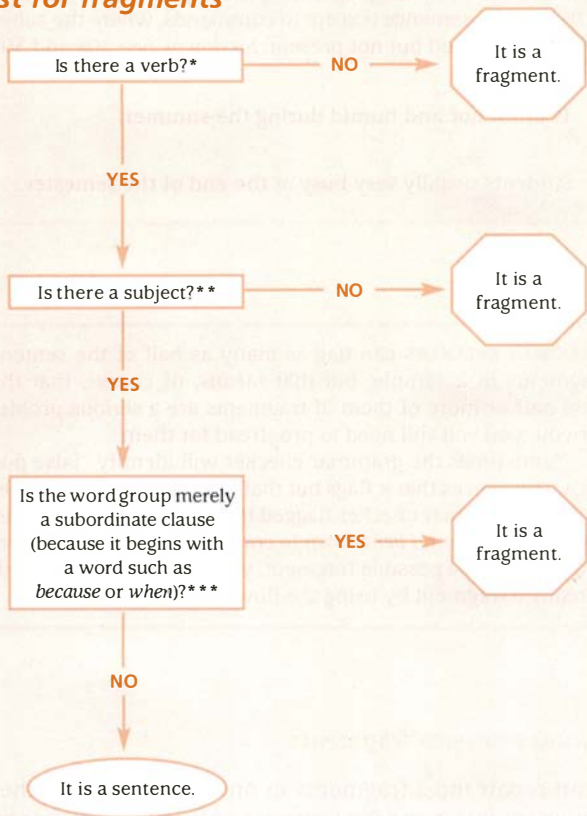 st for fragments
Is there a verb?*
NO
It is a
fragment.
YES
Is there a subject?**
NO
It is a
fragment.
YES
Is the word group merely
a subordinate clause
(because it begins with
a word such as
because or when)?***
YES
It is a
fragment.
NO
It is a sentence.